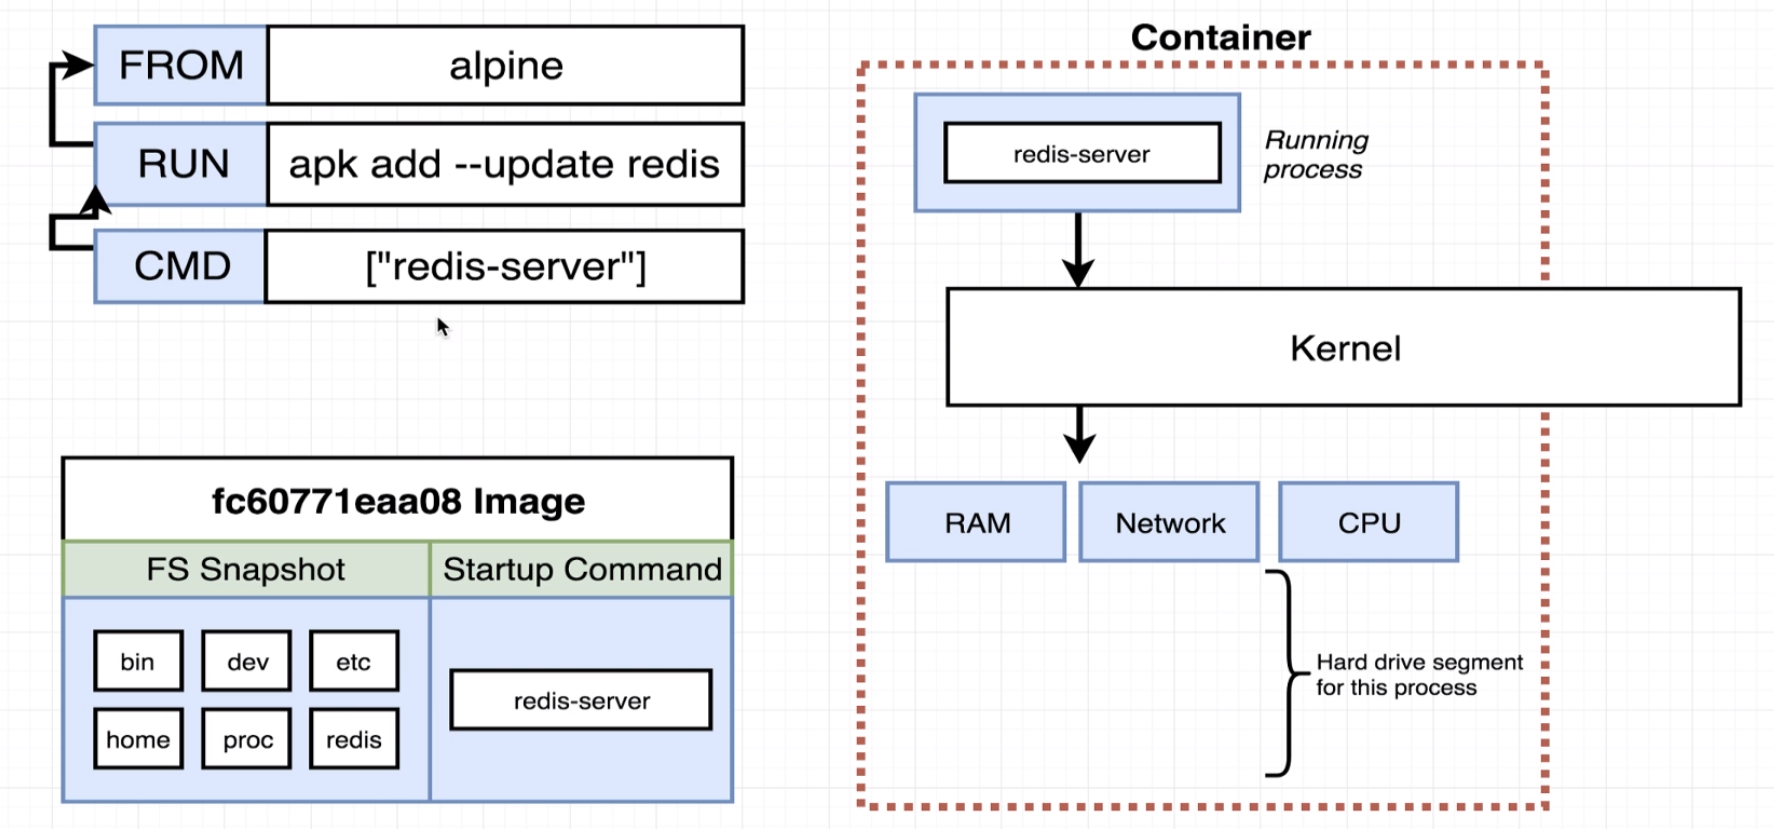 FROM alpine
RUN apk add --update redis
CMD ["redis-server"]
fc60771eaa08 Image
FS Snapshot Startup Command
bin dev etc
home proc redis
redis-server
Container
redis-server
Running
process
Kernel
RAM Network CPU
Hard drive segment
for this process